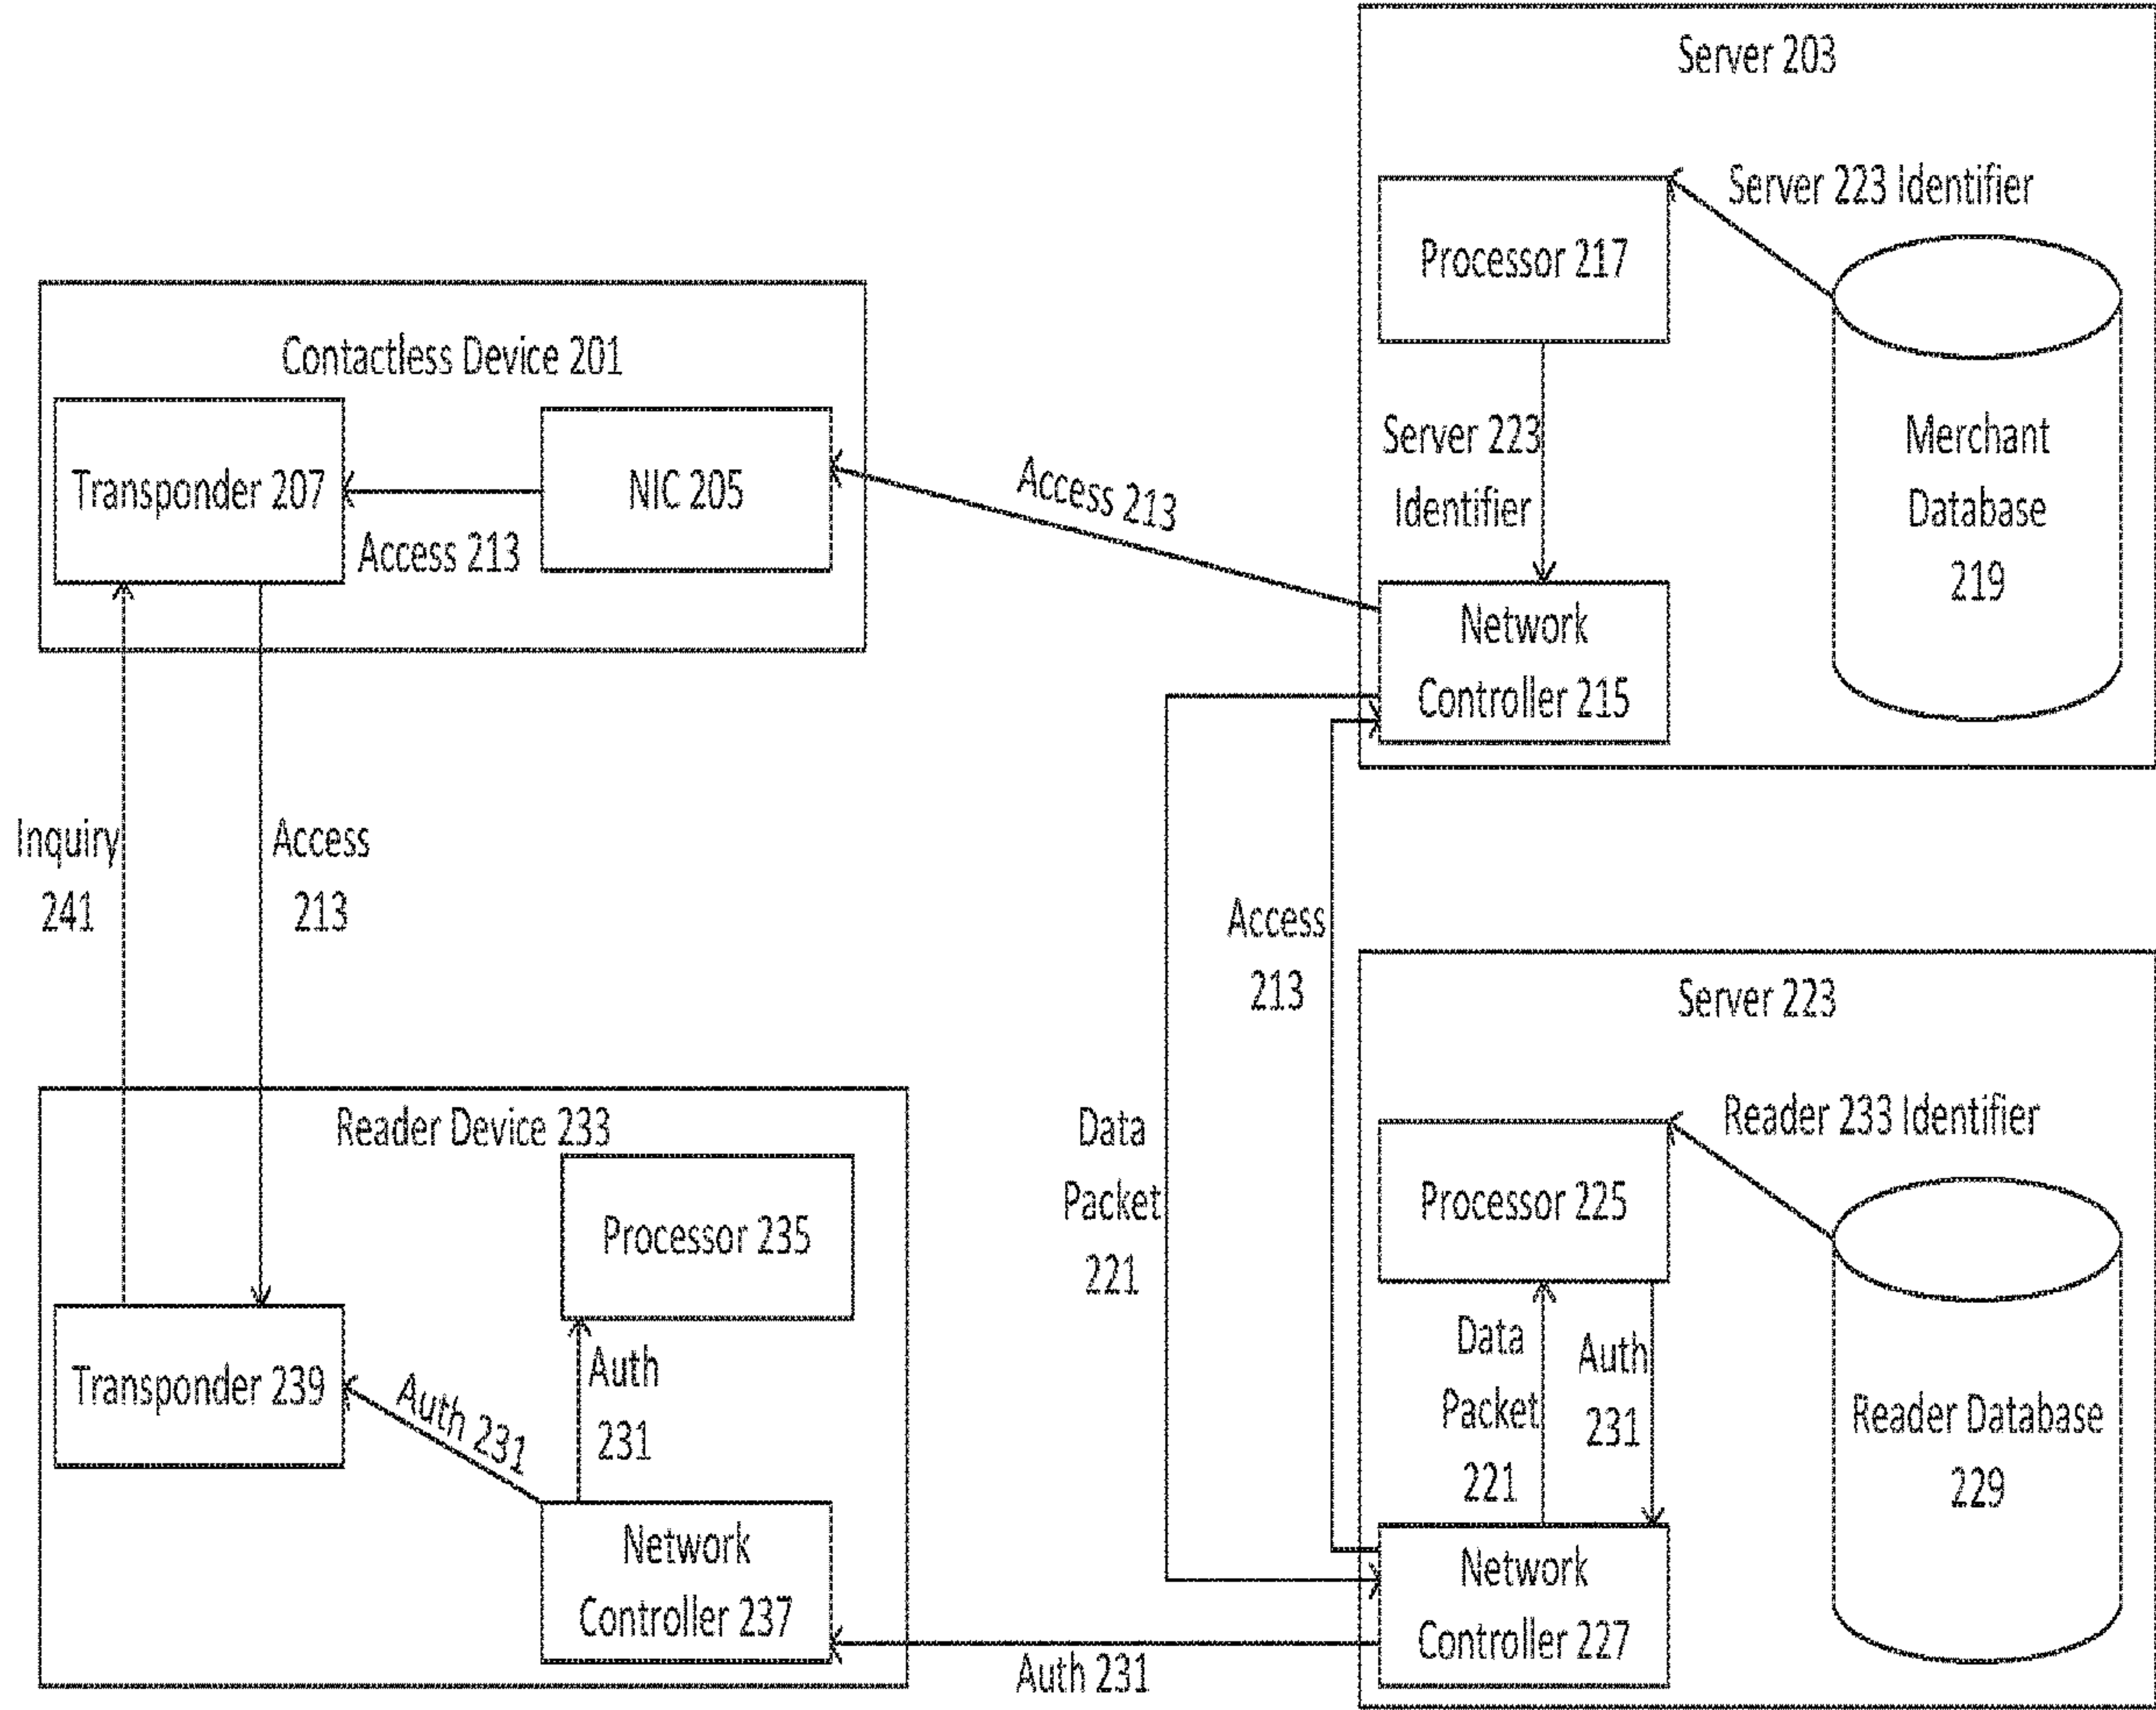 Server 203
Server 223 Identifier
Processor 217
Server 223
Identifier
Merchant
Database
219
Network
Controller 215
Contactless Device 201
Transponder 207
NIC 205
Access 213
Access 213
Inquiry
241
Access
213
Data
Packet
221
Access
213
Reader Device 233
Processor 235
Transponder 239
Auth 231
Auth
231
Network
Controller 237
Auth 231
Server 223
Reader 233 Identifier
Processor 225
Data
Packet
221
Auth
231
Reader Database
229
Network
Controller 227